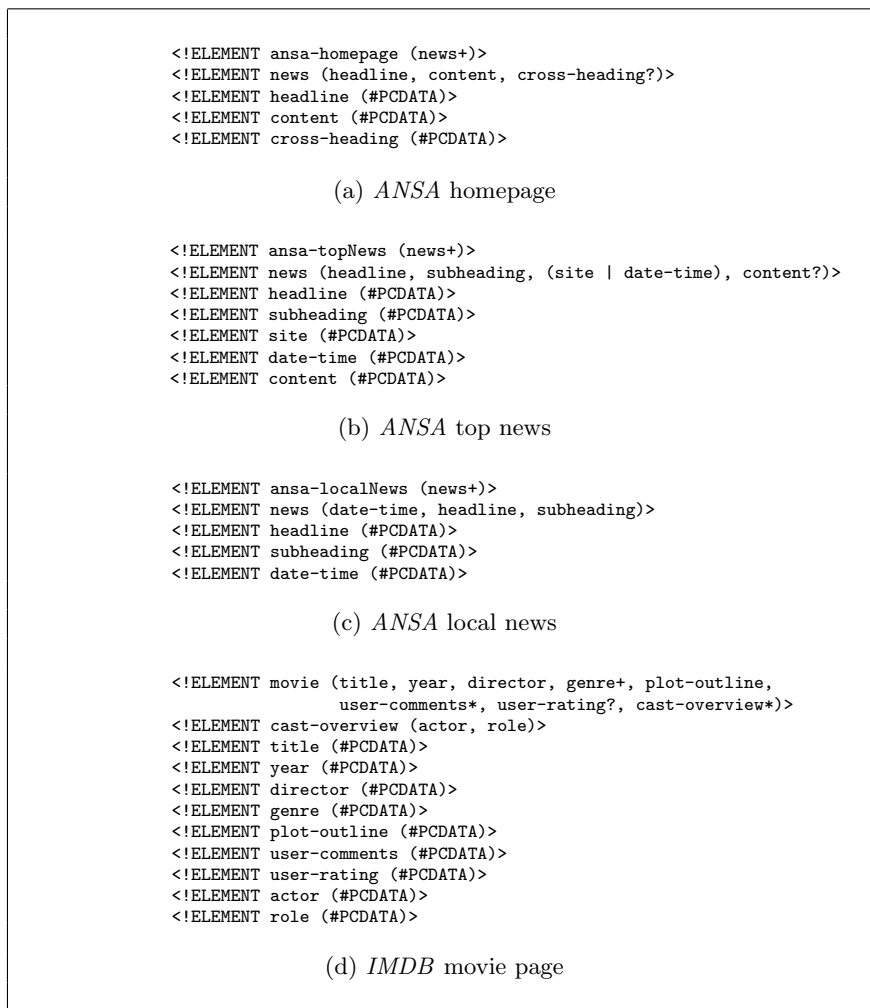 <!ELEMENT ansa-homepage (news+)>
<!ELEMENT news (headline, content, cross-heading?)>
<!ELEMENT headline (#PCDATA)>
<!ELEMENT content (#PCDATA)>
<!ELEMENT cross-heading (#PCDATA)>
(a) ANSA homepage
<!ELEMENT ansa-topNews (news+)>
<!ELEMENT news (headline, subheading, (site | date-time), content?)>
<!ELEMENT headline (#PCDATA)>
<!ELEMENT subheading (#PCDATA)>
<!ELEMENT site (#PCDATA)>
<!ELEMENT date-time (#PCDATA)>
<!ELEMENT content (#PCDATA)>
(b) ANSA top news
<!ELEMENT ansa-localNews (news+)>
<!ELEMENT news (date-time, headline, subheading)>
<!ELEMENT headline (#PCDATA)>
<!ELEMENT subheading (#PCDATA)>
<!ELEMENT date-time (#PCDATA)>
(c) ANSA local news
<!ELEMENT movie (title, year, director, genre+, plot-outline,
user-comments*, user-rating?, cast-overview*)>
<!ELEMENT cast-overview (actor, role)>
<!ELEMENT title (#PCDATA)>
<!ELEMENT year (#PCDATA)>
<!ELEMENT director (#PCDATA)>
<!ELEMENT genre (#PCDATA)>
<!ELEMENT plot-outline (#PCDATA)>
<!ELEMENT user-comments (#PCDATA)>
<!ELEMENT user-rating (#PCDATA)>
<!ELEMENT actor (#PCDATA)>
<!ELEMENT role (#PCDATA)>
(d) IMDB movie page